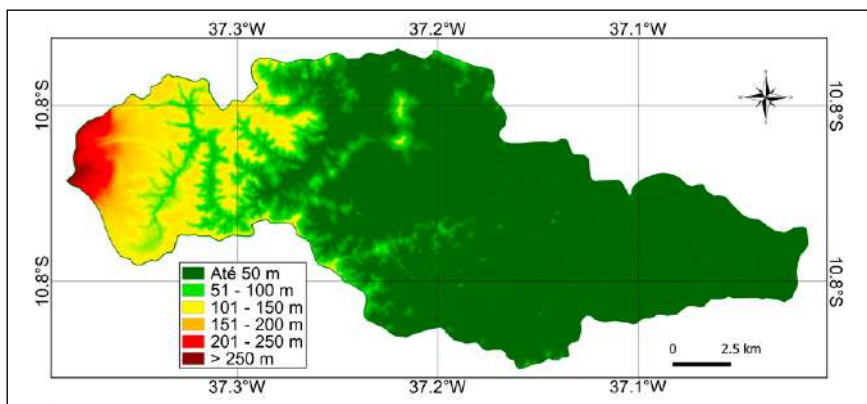 37.3°W 37.2°W 37.1°W
10.8°S 10.8°S
10.8°S 10.8°S
Até 50 m
51 - 100 m
101 - 150 m
151 - 200 m
201 - 250 m
> 250 m
0 2.5 km
37.3°W 37.2°W 37.1°W